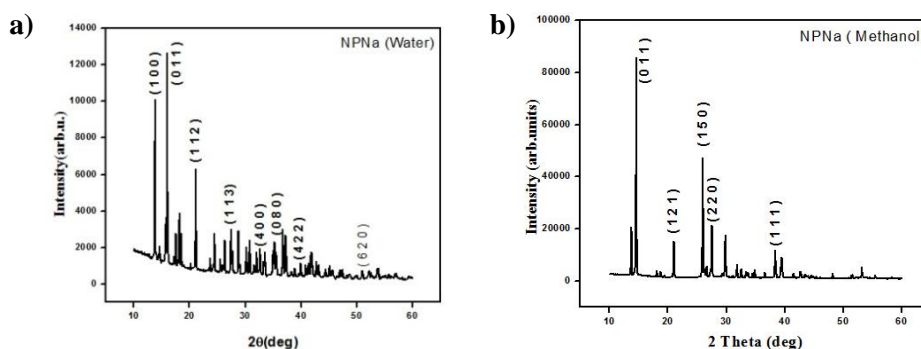 a)
NPNa (Water)
14000
12000
10000
8000
6000
4000
2000
0
Intensity(arb.u.)
(100)
(011)
(112)
(113)
(400)
(080)
(422)
(620)
10 20 30 40 50 60
2θ(deg)
b)
NPNa ( Methanol
100000
80000
60000
40000
20000
0
Intensity (arb.units)
(011)
(121)
(150)
(220)
(111)
10 20 30 40 50 60
2 Theta (deg)